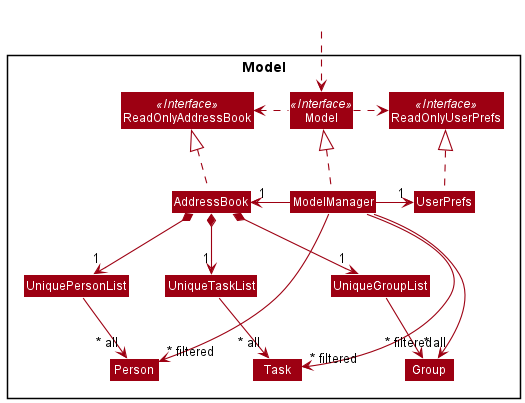 Model
«Interface»
ReadOnlyAddressBook
«Interface»
Model
«Interface»
ReadOnlyUserPrefs
AddressBook
1
ModelManager
1
UserPrefs
1
1
1
UniquePersonList
UniqueTaskList
UniqueGroupList
* all
* filtered
* all
* filtered
* filtered
* all
Person
Task
Group